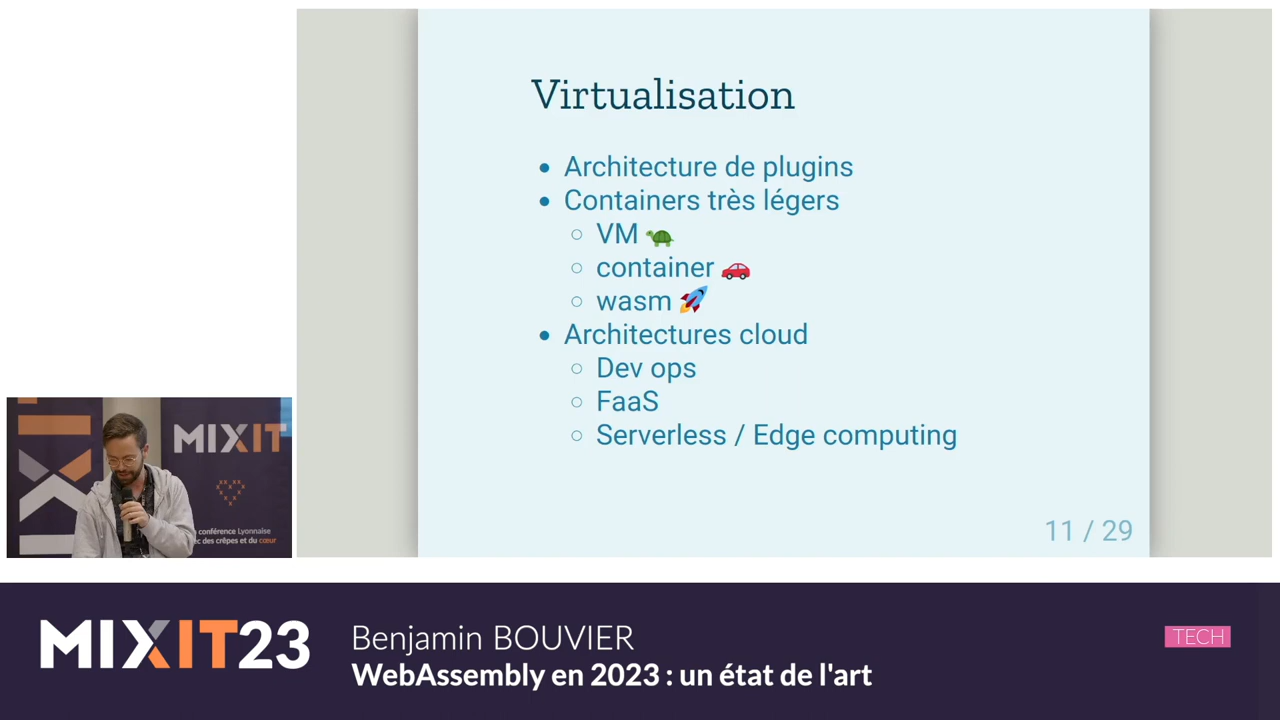 Virtualisation
Architecture de plugins
Containers très légers
VM
container
wasm
Architectures cloud
Dev ops
FaaS
Serverless / Edge computing
11 / 29
MIXIT
conférence Lyonnaise
des crêpes et du cœur
MIXIT23
Benjamin BOUVIER
WebAssembly en 2023 : un état de l'art
TECH